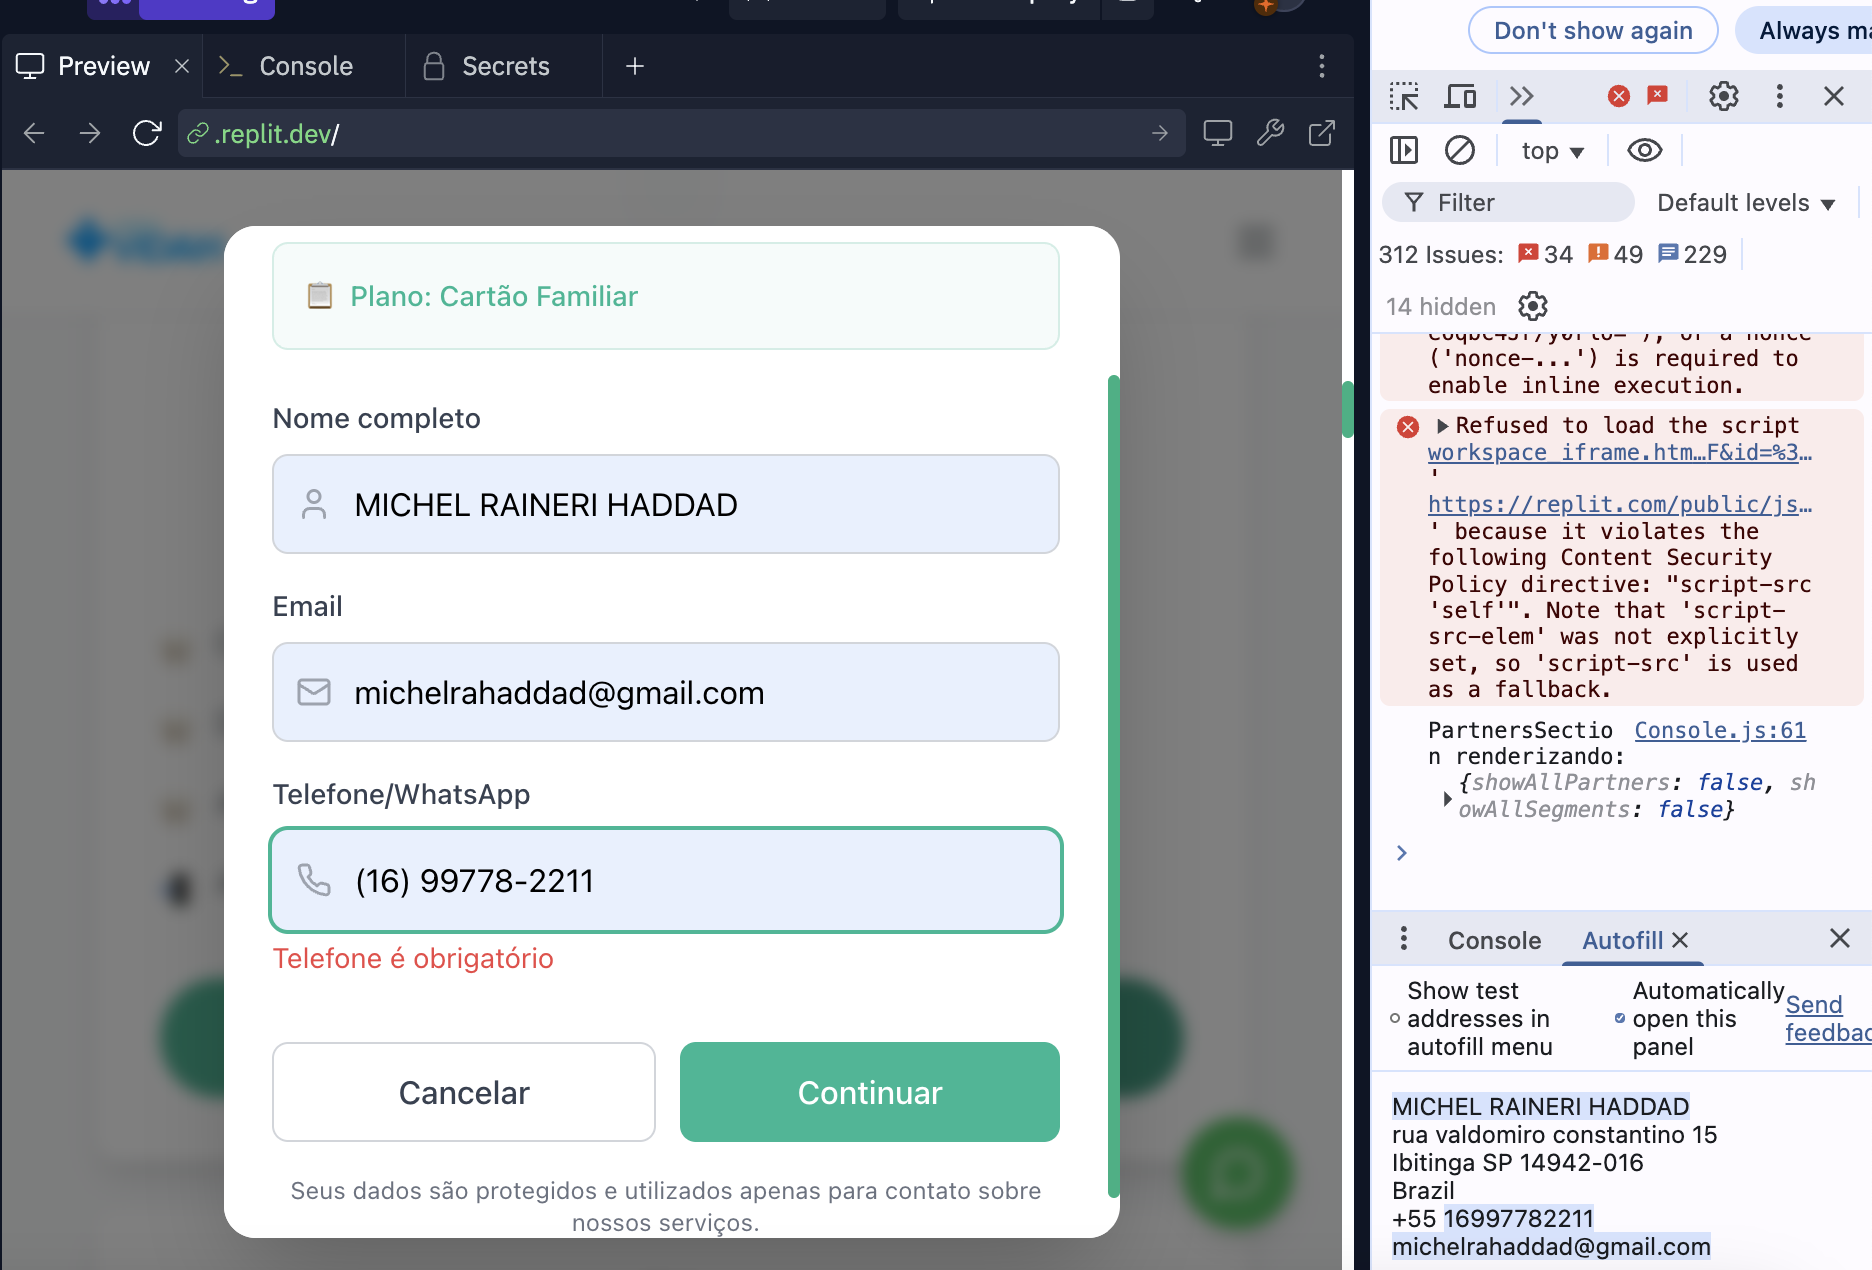 Don't show again
Preview
Console
Secrets
.replit.dev/
top
Filter
Default levels
312 Issues: 34 49 229
14 hidden
('nonce-...') is required to
enable inline execution.
Refused to load the script
workspace_iframe.htm…F&id=%3…
'
https://replit.com/public/js…
' because it violates the
following Content Security
Policy directive: "script-src
'self'". Note that 'script-
src-elem' was not explicitly
set, so 'script-src' is used
as a fallback.
PartnersSectio Console.js:61
n renderizando:
{showAllPartners: false, sh
owAllSegments: false}
Console
Autofill
Show test
addresses in
autofill menu
Automatically
open this
panel
Send
MICHEL RAINERI HADDAD
rua valdomiro constantino 15
Ibitinga SP 14942-016
Brazil
+55 16997782211
michelrahaddad@gmail.com
Plano: Cartão Familiar
Nome completo
MICHEL RAINERI HADDAD
Email
michelrahaddad@gmail.com
Telefone/WhatsApp
(16) 99778-2211
Telefone é obrigatório
Cancelar
Continuar
Seus dados são protegidos e utilizados apenas para contato sobre
nossos serviços.